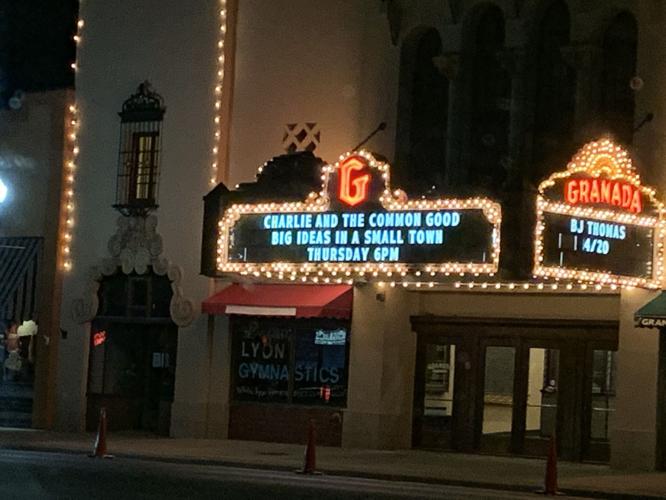 G
CHARLIE AND THE COMMON GOOD
BIG IDEAS IN A SMALL TOWN
THURSDAY 6PM
GRANADA
BJ THOMAS
4/20
LYON
GYMNASTICS
GRAN